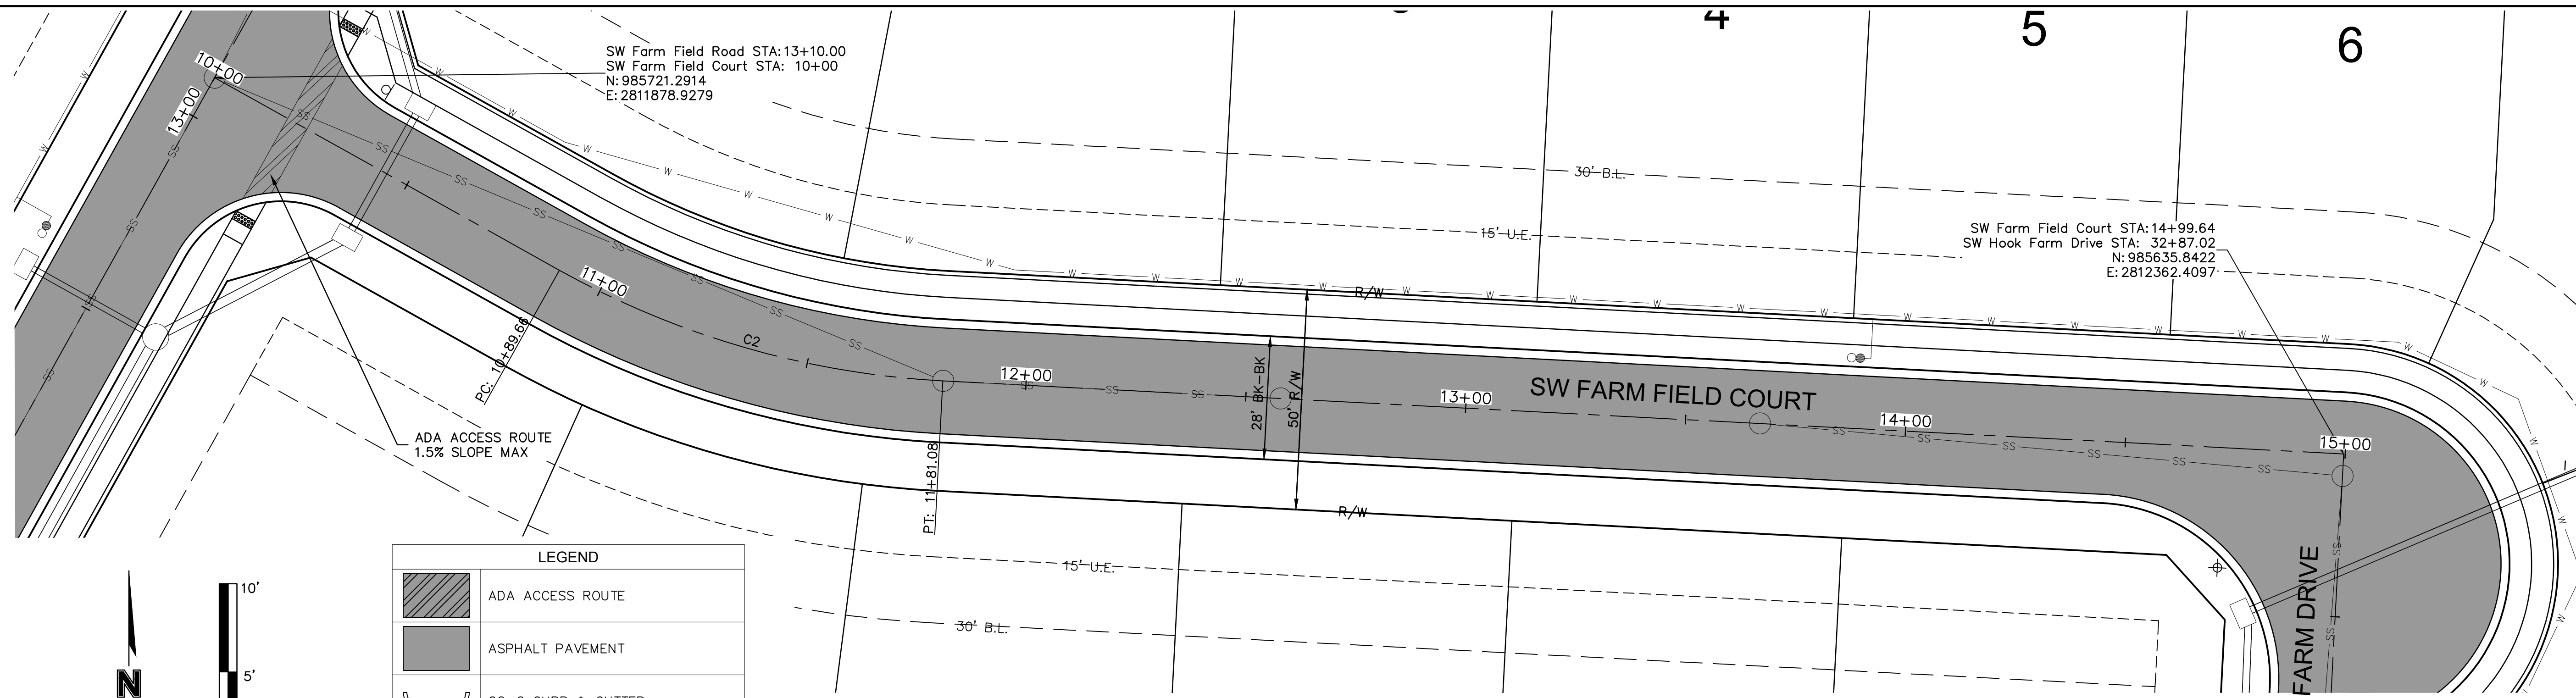 4
5
6
SW Farm Field Road STA:13+10.00
SW Farm Field Court STA: 10+00
N:985721.2914
E:2811878.9279
10+00
13+00
30' B.L.
15' U.E.
SW Farm Field Court STA:14+99.64
SW Hook Farm Drive STA: 32+87.02
N:985635.8422
E:2812362.4097
R/W
11+00
C2
PC: 10+89.66
12+00
28' BK-BK
50' R/W
13+00
SW FARM FIELD COURT
14+00
15+00
ADA ACCESS ROUTE
1.5% SLOPE MAX
PT: 11+81.08
R/W
15' U.E.
30' B.L.
FARM DRIVE
LEGEND
ADA ACCESS ROUTE
ASPHALT PAVEMENT
10'
5'
N
W
SS